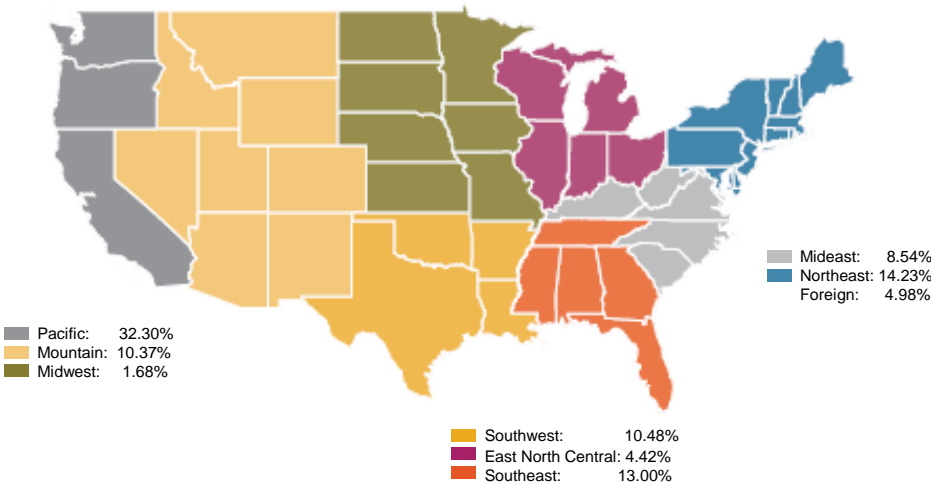 Mideast: 8.54%
Northeast: 14.23%
Foreign: 4.98%
Pacific: 32.30%
Mountain: 10.37%
Midwest: 1.68%
Southwest: 10.48%
East North Central: 4.42%
Southeast: 13.00%